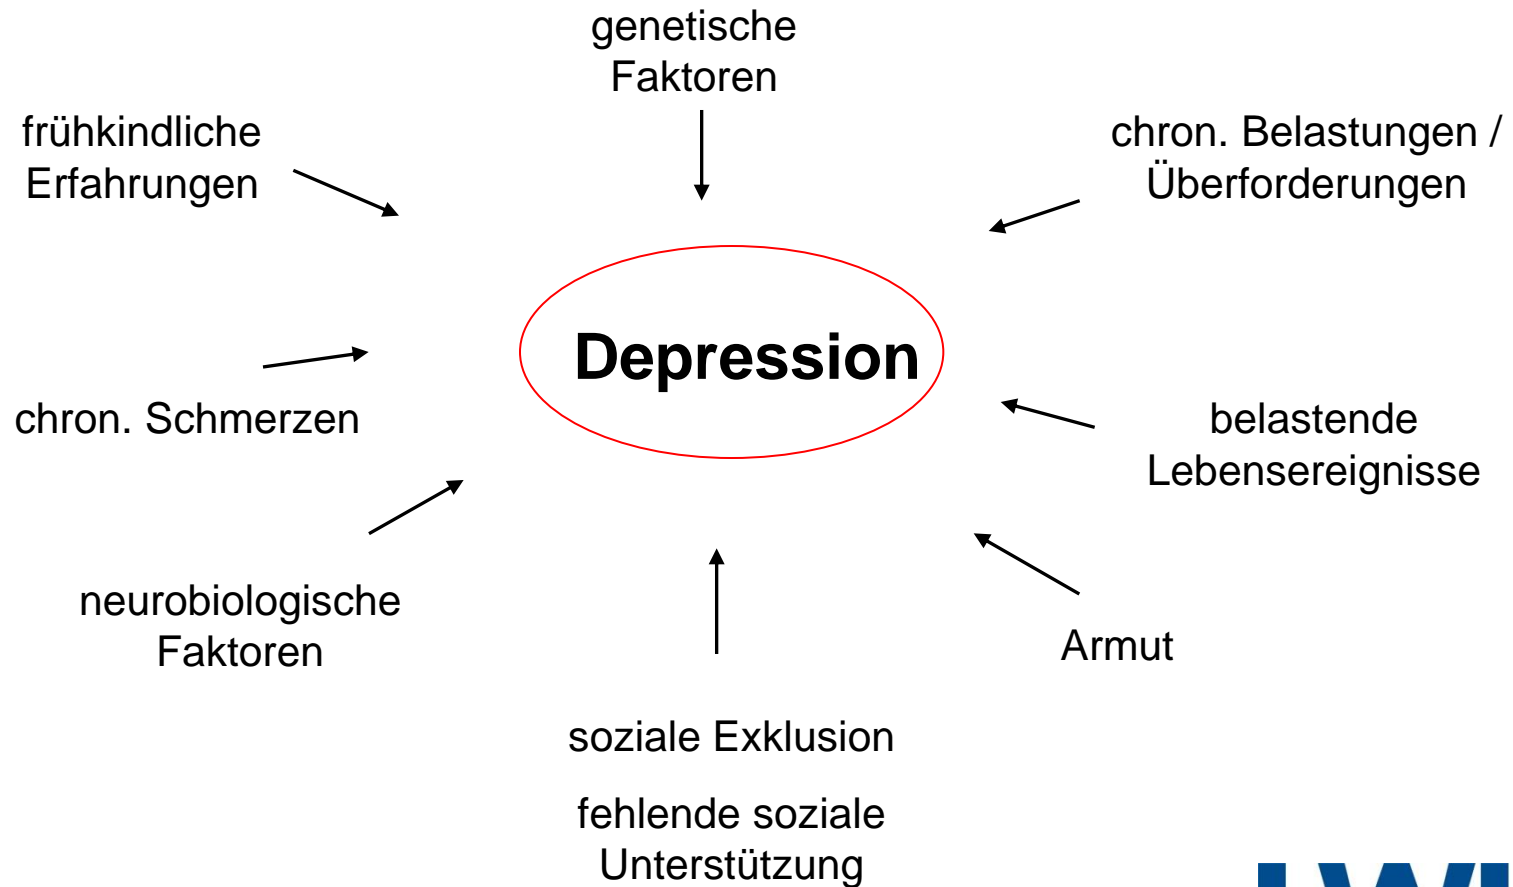 genetische
Faktoren
frühkindliche
Erfahrungen
chron. Belastungen /
Überforderungen
Depression
chron. Schmerzen
belastende
Lebensereignisse
neurobiologische
Faktoren
Armut
soziale Exklusion
fehlende soziale
Unterstützung